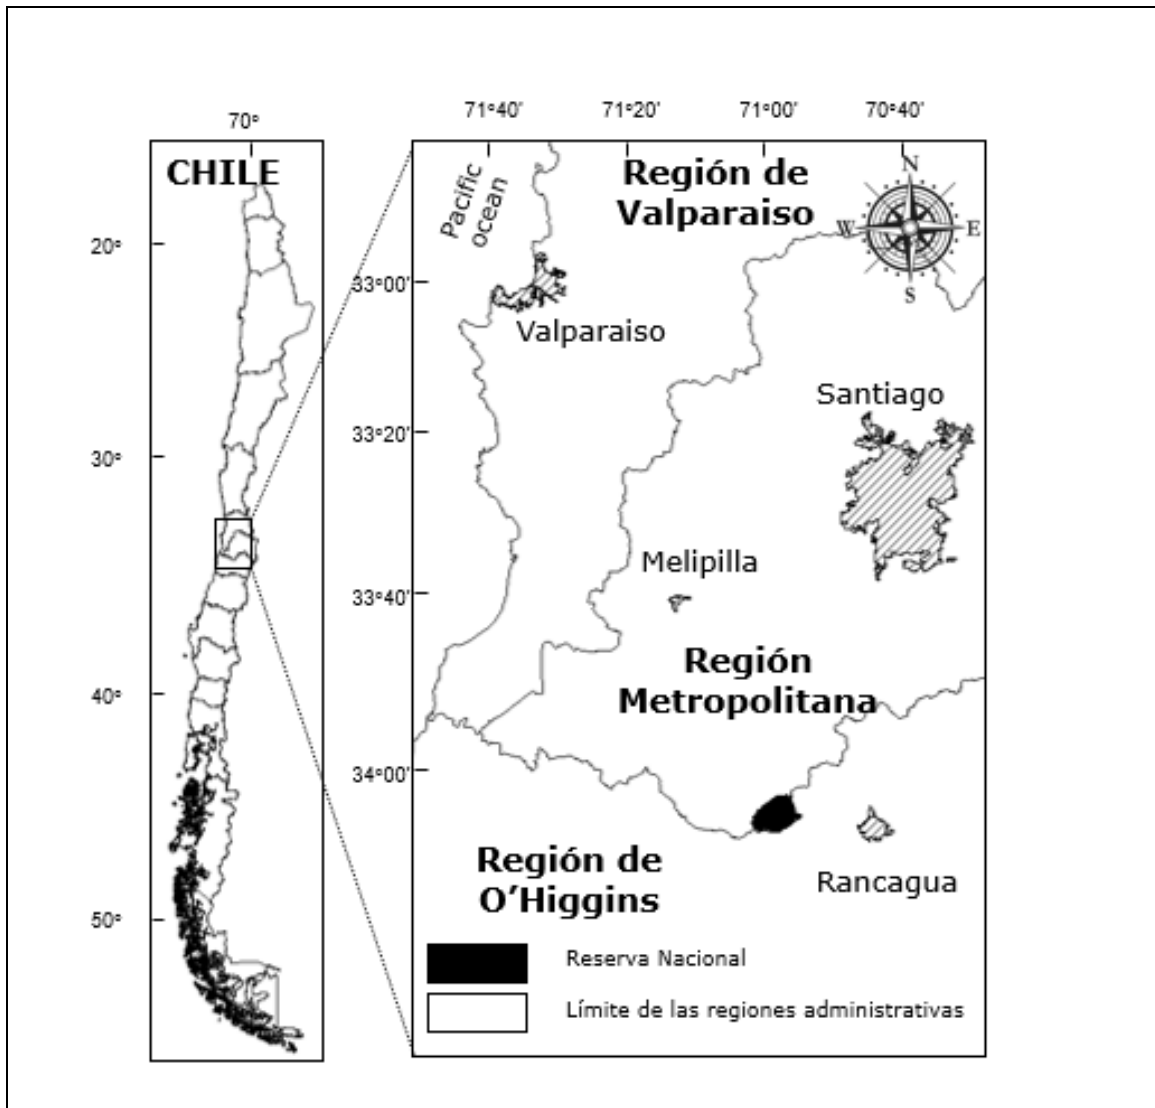 CHILE
70°
20°
30°
40°
50°
71°40'
71°20'
71°00'
70°40'
33°00'
33°20'
33°40'
34°00'
Pacific
ocean
Región de
Valparaiso
N
W
E
S
Valparaiso
Santiago
Melipilla
Región
Metropolitana
Región de
O’Higgins
Rancagua
Reserva Nacional
Límite de las regiones administrativas